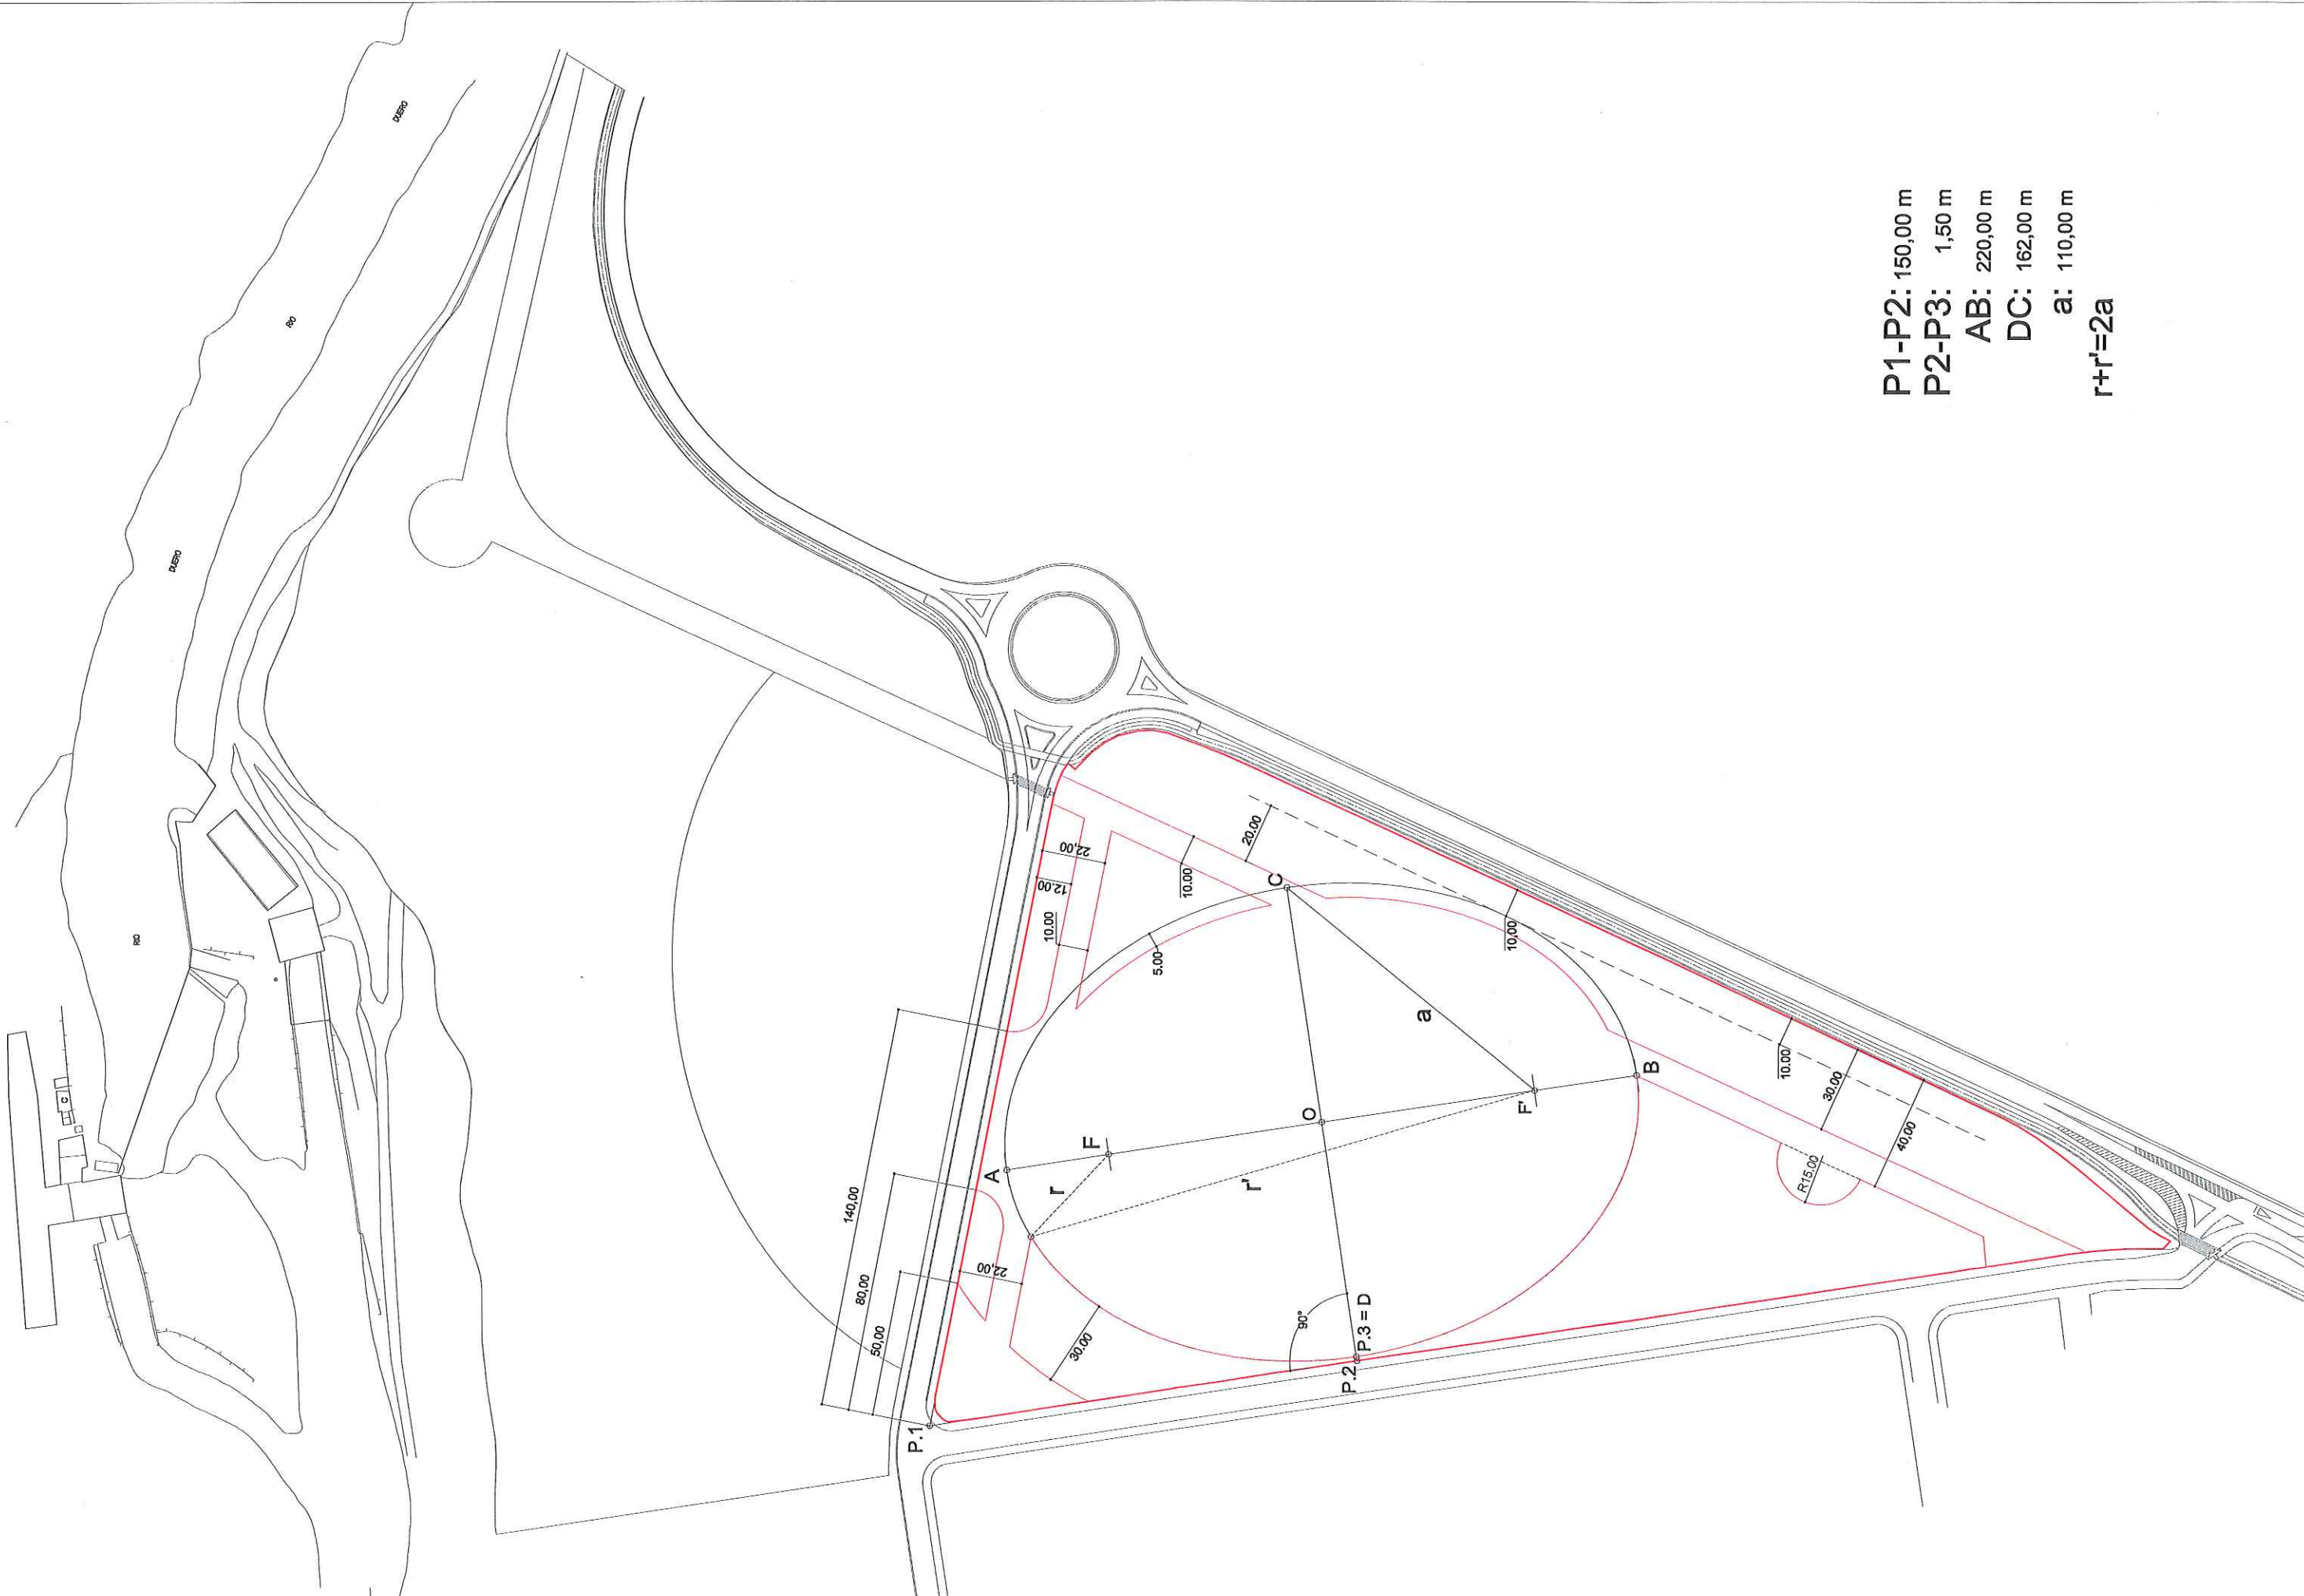 DUERO
RIO
DUERO
RIO
C
P1-P2: 150,00 m
P2-P3: 1,50 m
AB: 220,00 m
DC: 162,00 m
a: 110,00 m
r+r'=2a
22,00
12.00
10.00
10.00
20.00
C
5.00
10,00
140,00
80,00
50,00
A
F
r
r'
O
a
F'
B
10.00
30.00
40,00
R15.00
22,00
30.00
90°
P.1
P.2
P.3 = D